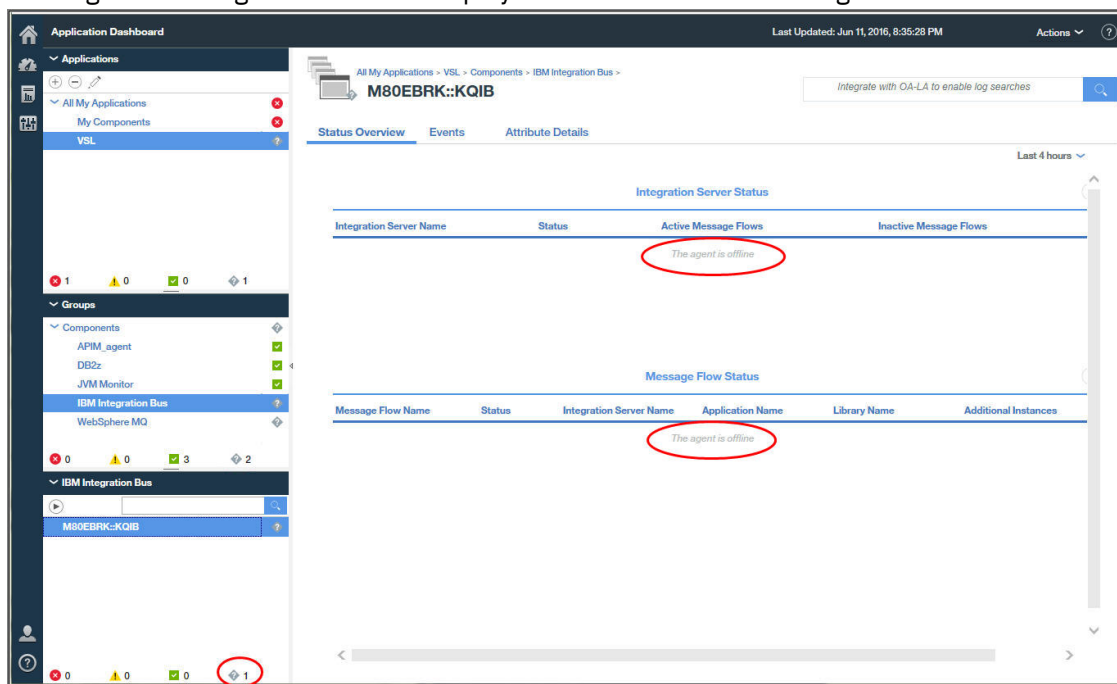 Application Dashboard
Last Updated: Jun 11, 2016, 8:35:28 PM
Actions
?
Applications
All My Applications
My Components
VSL
1
0
0
1
Groups
Components
APIM_agent
DB2z
JVM Monitor
IBM Integration Bus
WebSphere MQ
0
0
3
2
IBM Integration Bus
M80EBRK::KQIB
0
0
0
1
All My Applications > VSL > Components > IBM Integration Bus >
M80EBRK::KQIB
Integrate with OA-LA to enable log searches
Status Overview Events Attribute Details
Last 4 hours
Integration Server Status
Integration Server Name Status Active Message Flows Inactive Message Flows
The agent is offline
Message Flow Status
Message Flow Name Status Integration Server Name Application Name Library Name Additional Instances
The agent is offline